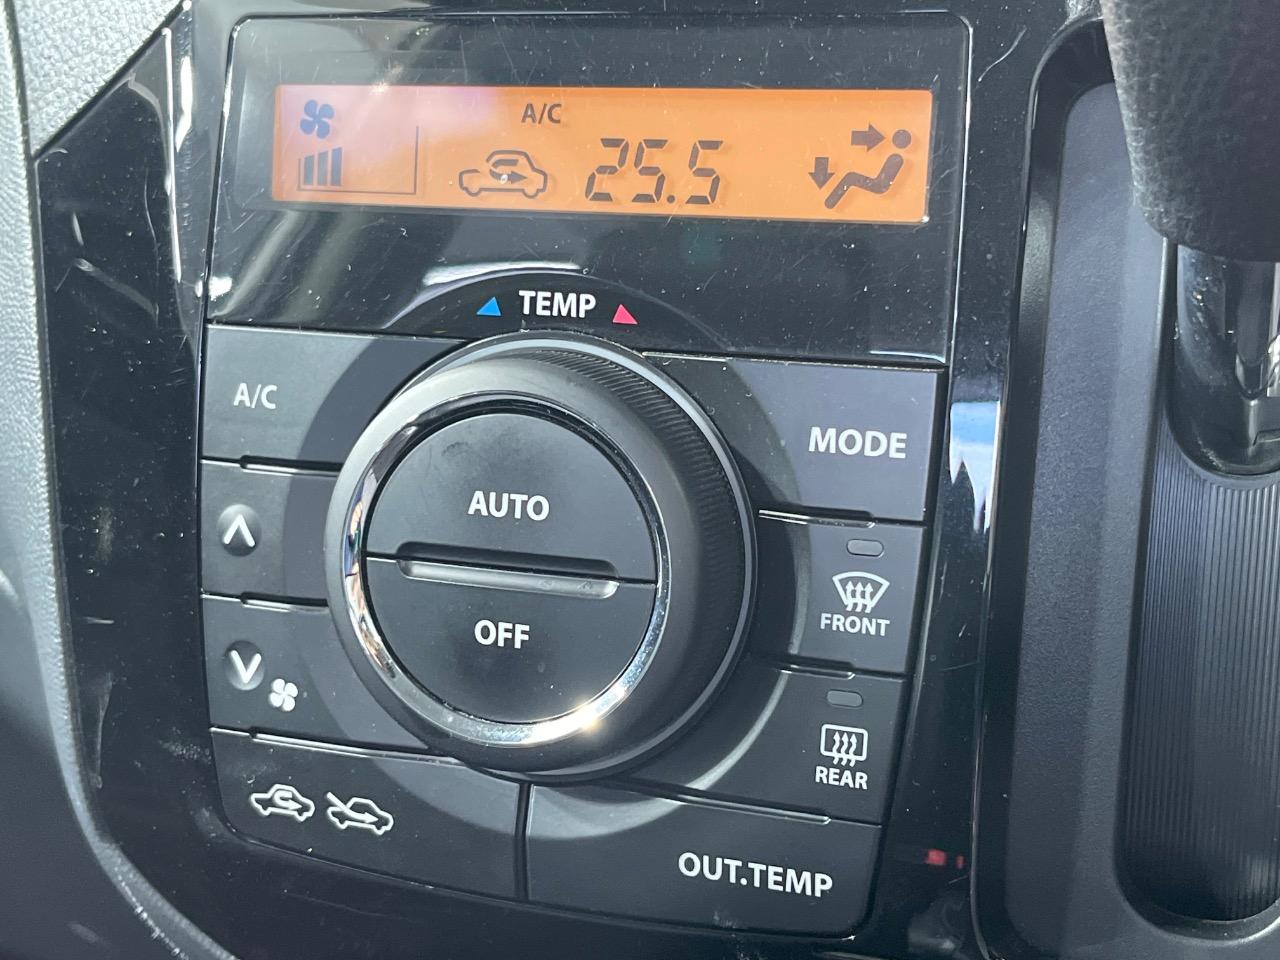 A/C
25.5
TEMP
A/C
MODE
AUTO
OFF
FRONT
REAR
OUT.TEMP